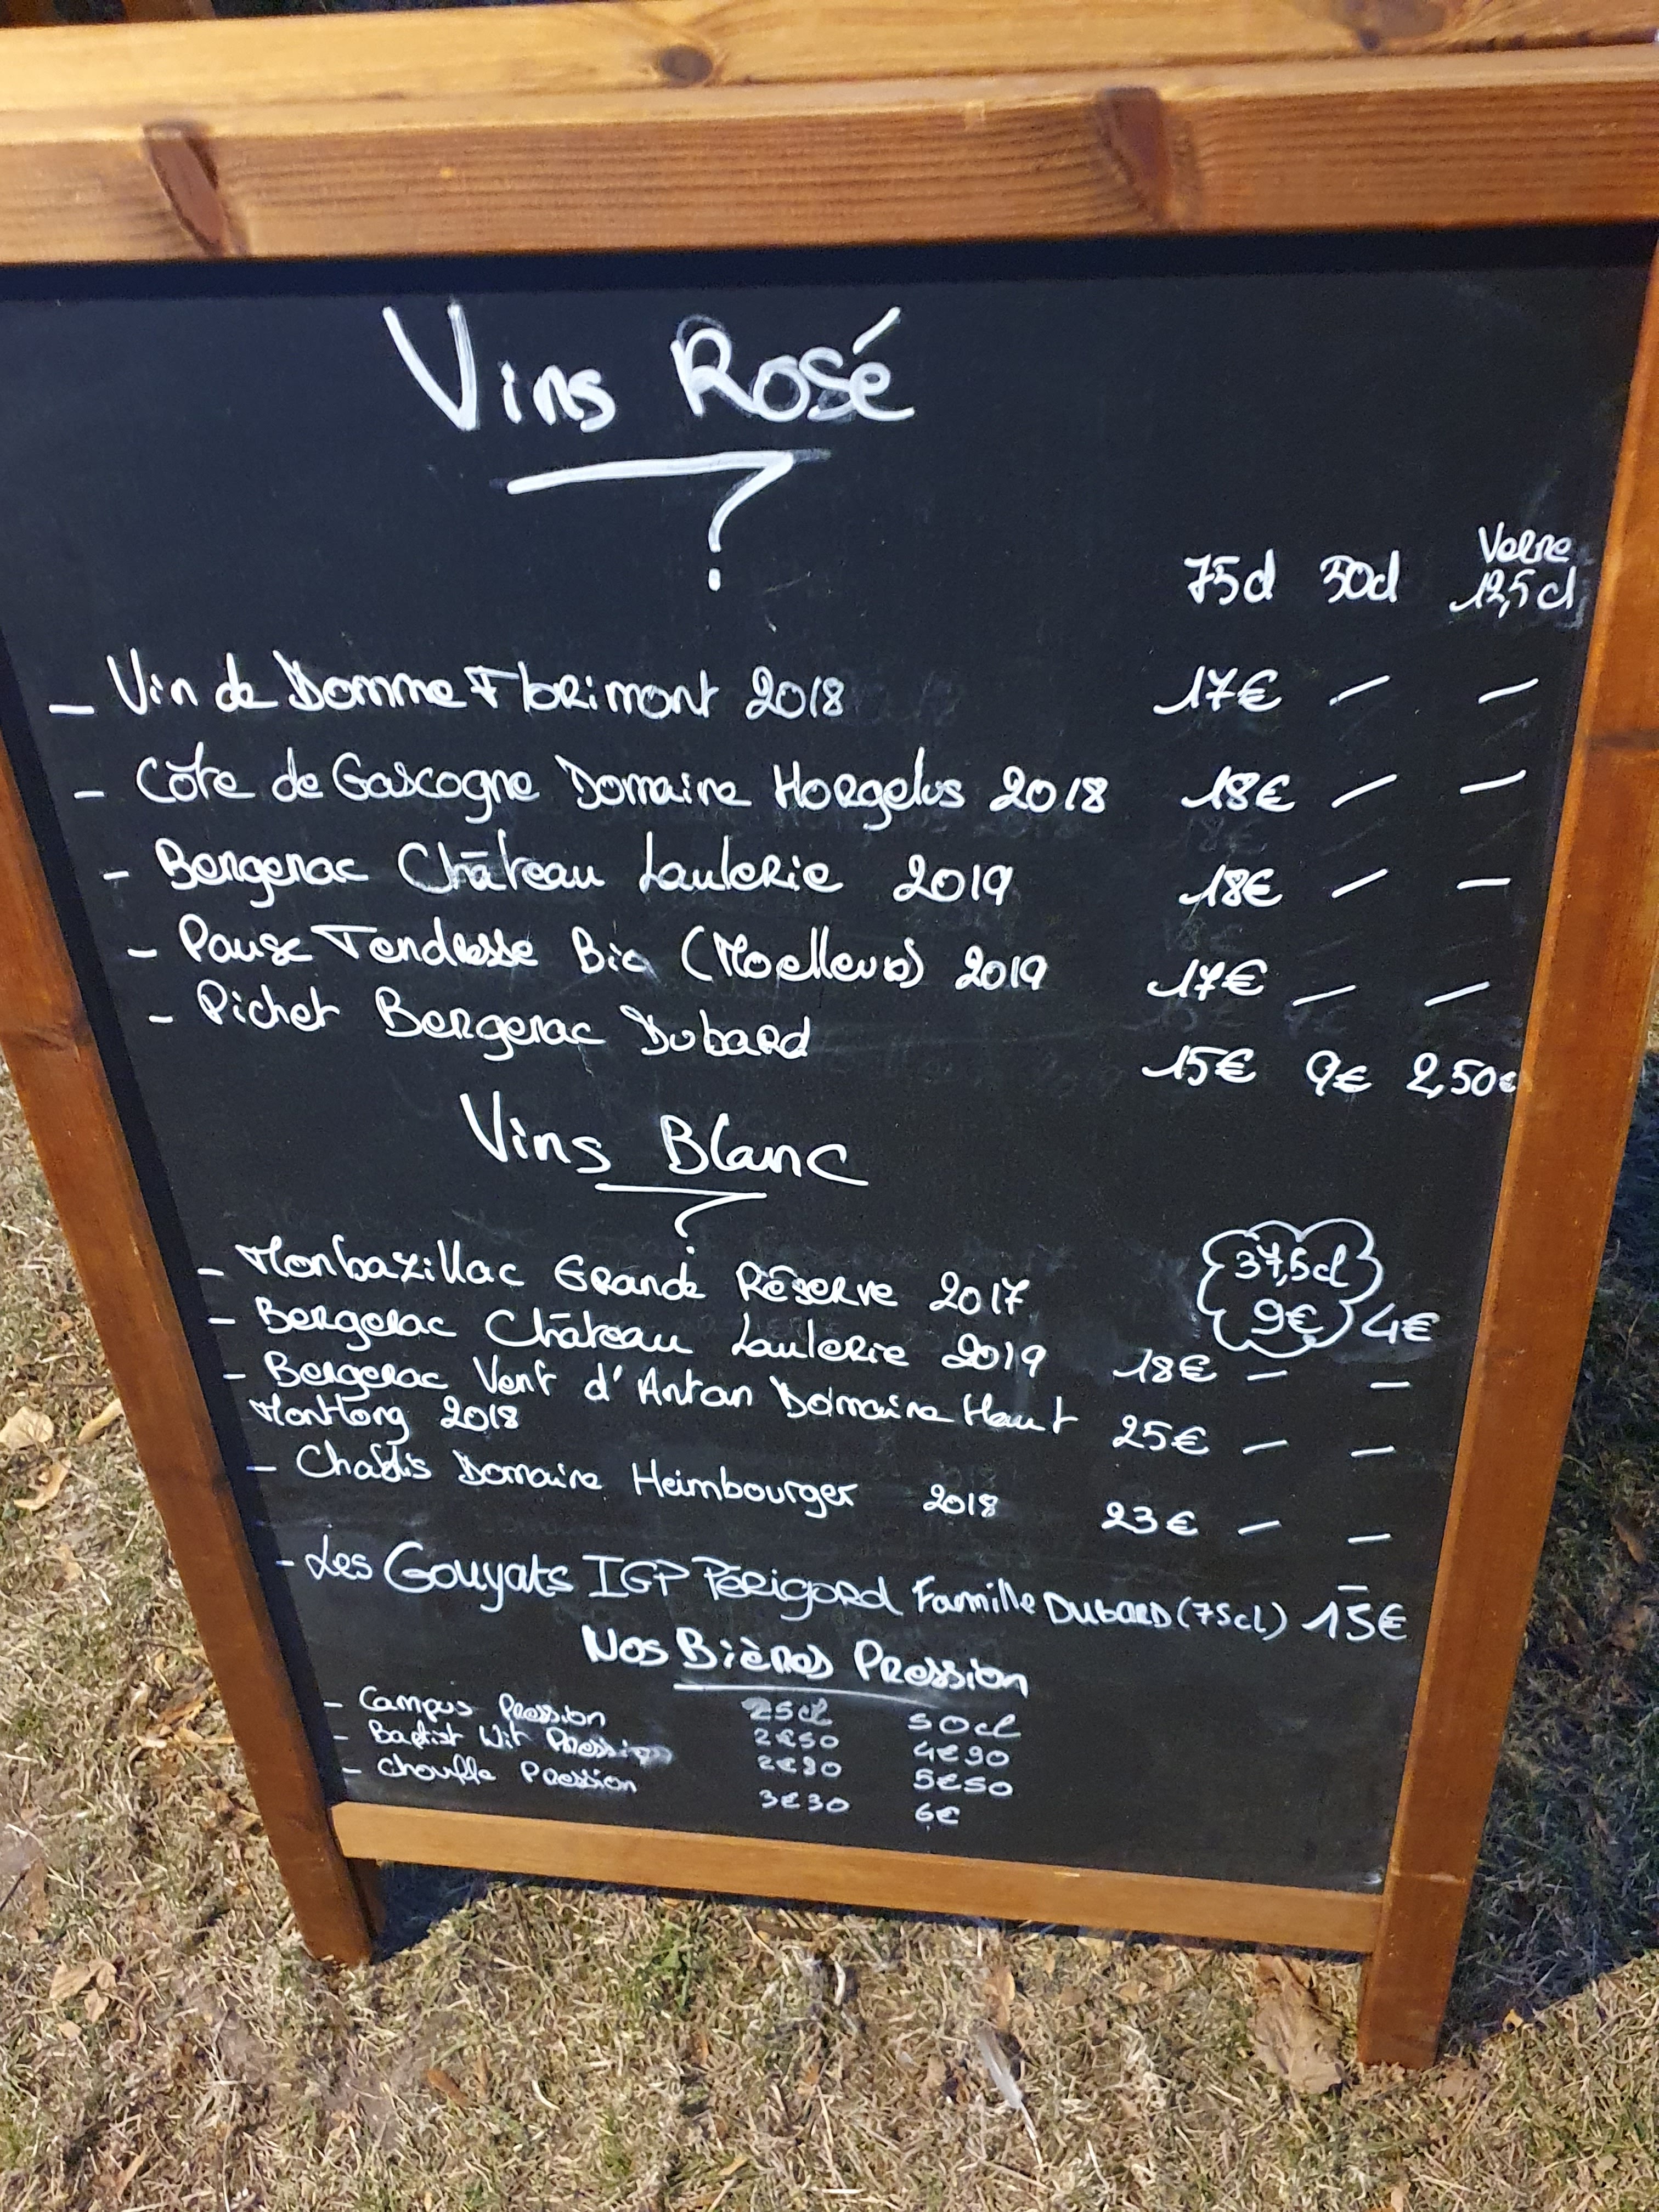 Vins Rosé
75cl 50cl Verre 12,5cl
- Vin de Domme Florimont 2018 17€ - -
- Côte de Gascogne Domaine Horgelus 2018 18€ - -
- Bergerac Château Laulerie 2019 18€ - -
- Pause Tendresse Bio (Moelleux) 2019 17€ - -
- Pichet Bergerac Dubard 15€ 9€ 2,50€
Vins Blanc
- Monbazillac Grande Réserve 2017 37,5cl 9€ 4€
- Bergerac Château Laulerie 2019 18€ - -
- Bergerac Vent d'Antan Domaine Haut
Montlong 2018 25€ - -
- Chablis Domaine Heimbourger 2018 23€ - -
- Les Gouyats IGP Périgord Famille Dubard (75cl) 15€
Nos Bières Pression
25cl 50cl
- Campus Pression 2€50 4€90
- Baptist Wit Pression 2€80 5€50
- Chouffe Pression 3€30 6€